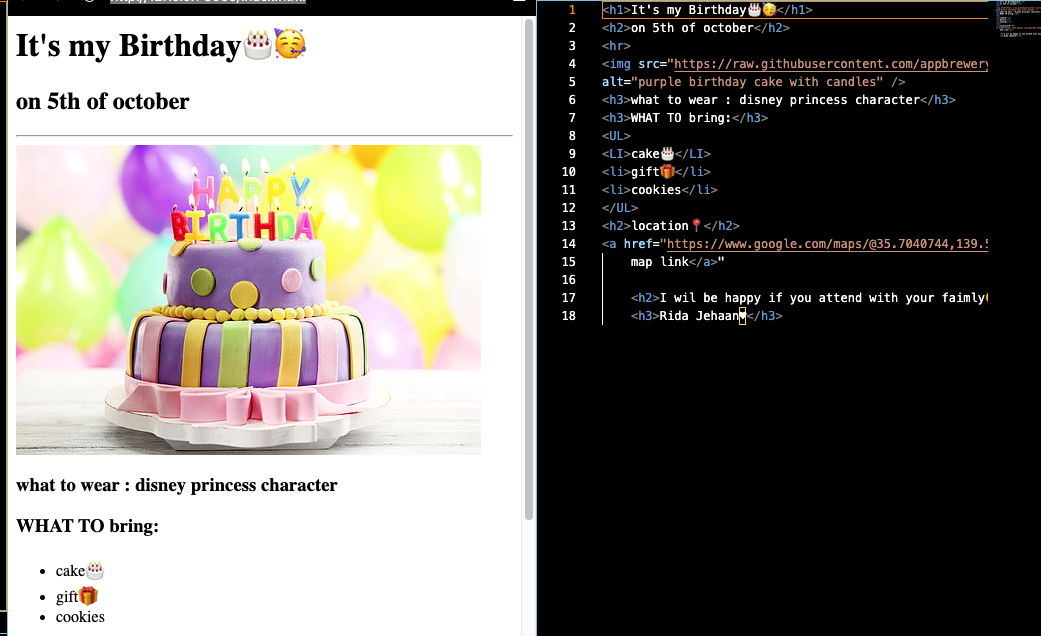 It's my Birthday🎂🥳
on 5th of october
HAPPY
BIRTHDAY
what to wear : disney princess character
WHAT TO bring:
• cake🎂
• gift🎁
• cookies
1 <h1>It's my Birthday🎂🥳</h1>
2 <h2>on 5th of october</h2>
3 <hr>
4 <img src="https://raw.githubusercontent.com/appbrewery
5 alt="purple birthday cake with candles" />
6 <h3>what to wear : disney princess character</h3>
7 <h3>WHAT TO bring:</h3>
8 <UL>
9 <LI>cake🎂</LI>
10 <li>gift🎁</li>
11 <li>cookies</li>
12 </UL>
13 <h2>location📍</h2>
14 <a href="https://www.google.com/maps/@35.7040744,139.5
15 map link</a>"
16
17 <h2>I wil be happy if you attend with your faimly
18 <h3>Rida Jehaan♥</h3>